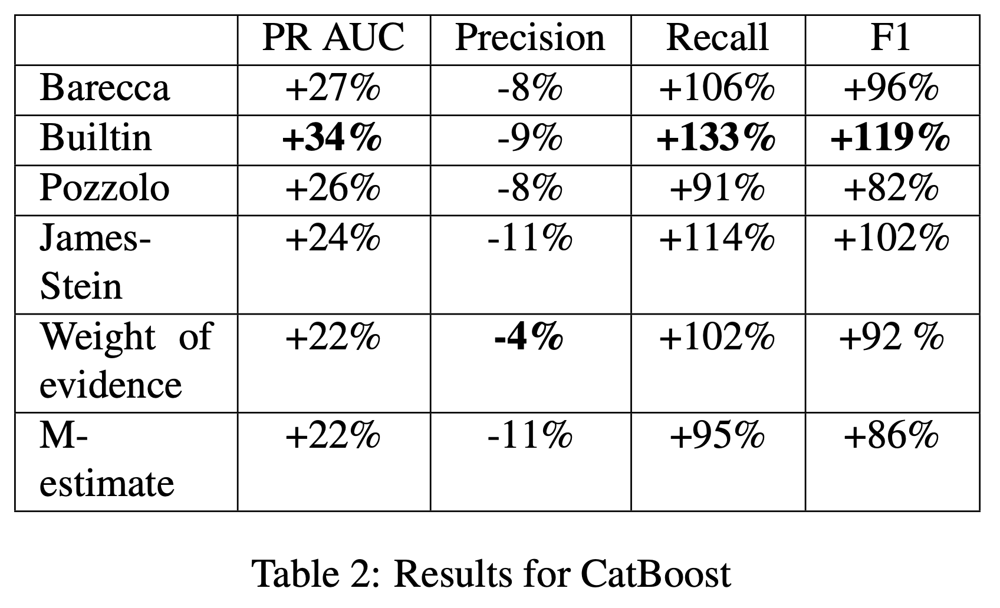 PR AUC Precision Recall F1
Barecca +27% -8% +106% +96%
Builtin +34% -9% +133% +119%
Pozzolo +26% -8% +91% +82%
James- +24% -11% +114% +102%
Stein
Weight of +22% -4% +102% +92 %
evidence
M- +22% -11% +95% +86%
estimate
Table 2: Results for CatBoost